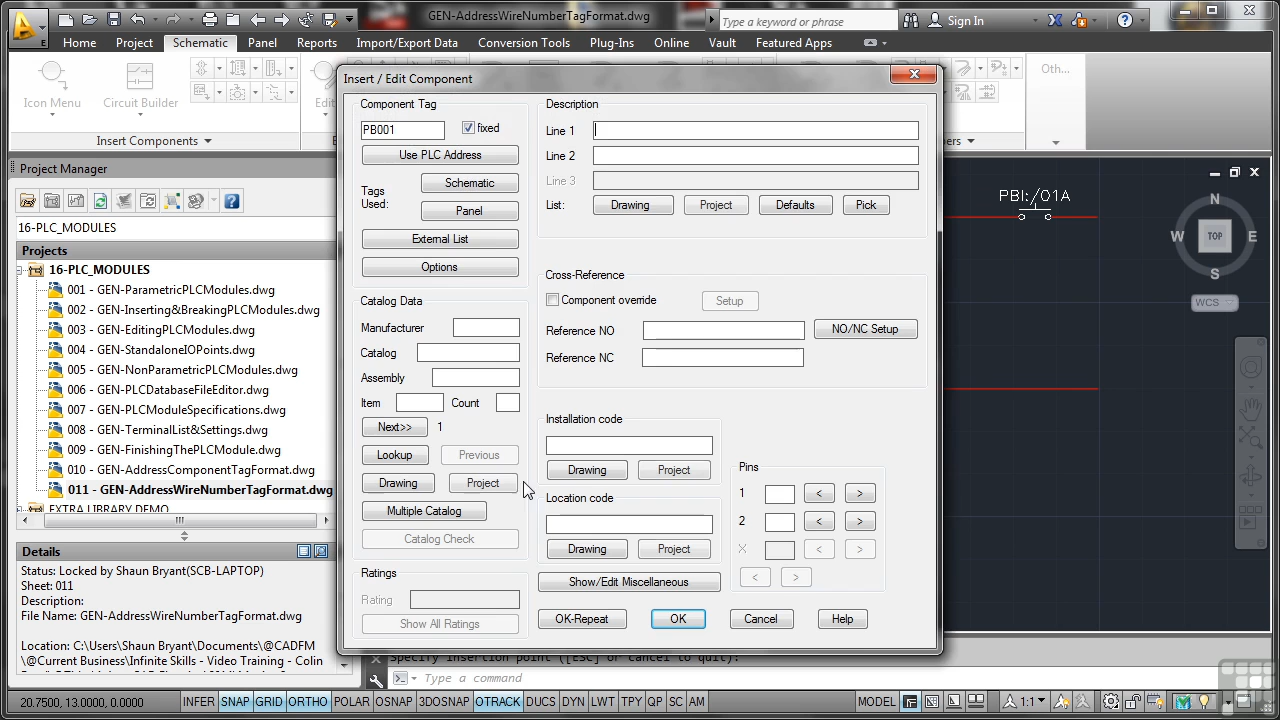 GEN-AddressWireNumberTagFormat.dwg
Type a keyword or phrase
Sign In
E
Home Project Schematic Panel Reports Import/Export Data Conversion Tools Plug-Ins Online Vault Featured Apps
Icon Menu
Circuit Builder
Oth...
Insert Components
Insert / Edit Component
Component Tag
PB001
fixed
Use PLC Address
Tags
Used:
Schematic
Panel
External List
Options
Catalog Data
Manufacturer
Catalog
Assembly
Item Count
Next>> 1
Lookup Previous
Drawing Project
Multiple Catalog
Catalog Check
Ratings
Rating
Show All Ratings
Description
Line 1
Line 2
Line 3
List: Drawing Project Defaults Pick
Cross-Reference
Component override Setup
Reference NO NO/NC Setup
Reference NC
Installation code
Drawing Project
Location code
Drawing Project
Show/Edit Miscellaneous
Pins
1 < >
2 < >
X < >
< >
OK-Repeat OK Cancel Help
Project Manager
16-PLC_MODULES
Projects
16-PLC_MODULES
001 - GEN-ParametricPLCModules.dwg
002 - GEN-Inserting&BreakingPLCModules.dwg
003 - GEN-EditingPLCModules.dwg
004 - GEN-StandaloneIOPoints.dwg
005 - GEN-NonParametricPLCModules.dwg
006 - GEN-PLCDatabaseFileEditor.dwg
007 - GEN-PLCModuleSpecifications.dwg
008 - GEN-TerminalList&Settings.dwg
009 - GEN-FinishingThePLCModule.dwg
010 - GEN-AddressComponentTagFormat.dwg
011 - GEN-AddressWireNumberTagFormat.dwg
EXTRA LIBRARY DEMO
Details
Status: Locked by Shaun Bryant(SCB-LAPTOP)
Sheet: 011
Description:
File Name: GEN-AddressWireNumberTagFormat.dwg
Location: C:\Users\Shaun Bryant\Documents\@CADFM
\@Current Business\Infinite Skills - Video Training - Colin
PBI:/01A
N
W TOP E
S
WCS
Specify insertion point ([ESC] or cancel to quit):
Type a command
20.7500, 13.0000, 0.0000
INFER SNAP GRID ORTHO POLAR OSNAP 3DOSNAP OTRACK DUCS DYN LWT TPY QP SC AM
MODEL
1:1